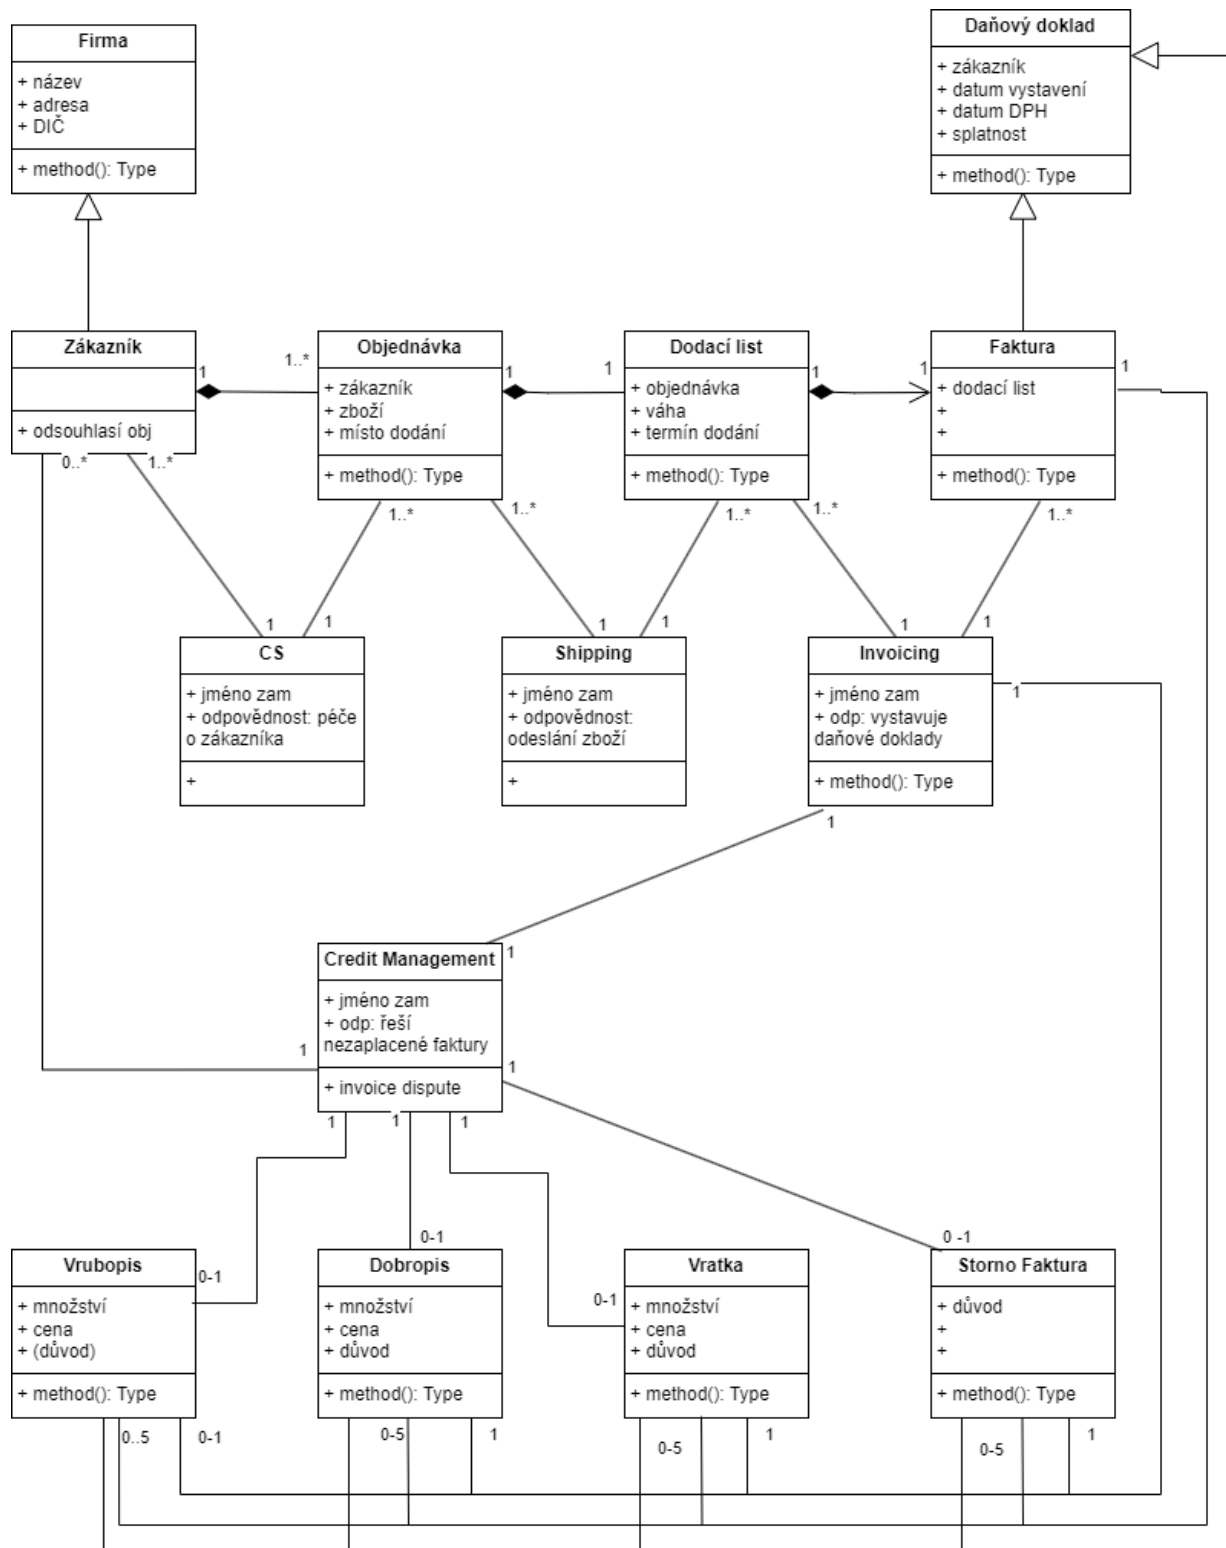 Firma
+ název
+ adresa
+ DIČ
+ method(): Type
Daňový doklad
+ zákazník
+ datum vystavení
+ datum DPH
+ splatnost
+ method(): Type
Zákazník
+ odsouhlasí obj
1
1..*
0..*
1..*
Objednávka
+ zákazník
+ zboží
+ místo dodání
+ method(): Type
1
1
1..*
1..*
Dodací list
+ objednávka
+ váha
+ termín dodání
+ method(): Type
1
1
1..*
1..*
Faktura
+ dodací list
+
+
+ method(): Type
1
1..*
1
1
CS
+ jméno zam
+ odpovědnost: péče
o zákazníka
+
1
1
Shipping
+ jméno zam
+ odpovědnost:
odeslání zboží
+
1
1
Invoicing
+ jméno zam
+ odp: vystavuje
daňové doklady
+ method(): Type
1
1
1
Credit Management
+ jméno zam
+ odp: řeší
nezaplacené faktury
+ invoice dispute
1
1
1
1
1
0-1
0-1
0-1
0 -1
Vrubopis
+ množství
+ cena
+ (důvod)
+ method(): Type
0..5
0-1
Dobropis
+ množství
+ cena
+ důvod
+ method(): Type
0-5
1
Vratka
+ množství
+ cena
+ důvod
+ method(): Type
0-5
1
Storno Faktura
+ důvod
+
+
+ method(): Type
0-5
1